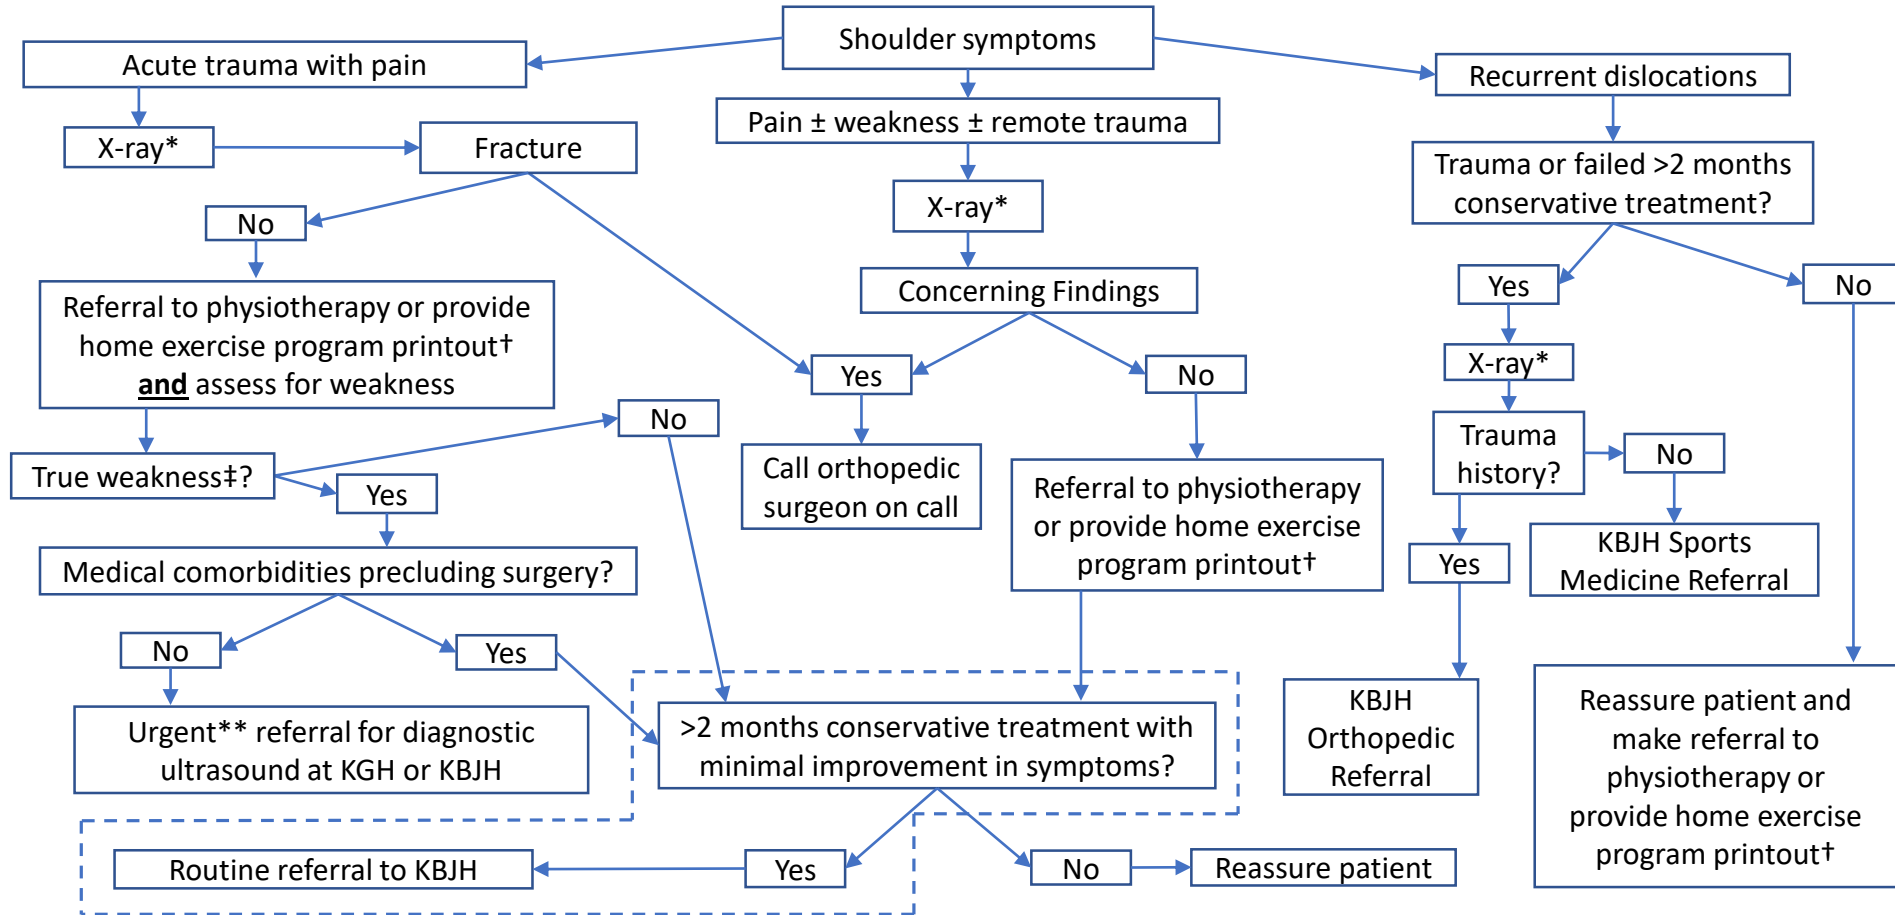 Shoulder symptoms
Acute trauma with pain
Recurrent dislocations
Pain ± weakness ± remote trauma
X-ray*
Fracture
Trauma or failed >2 months
conservative treatment?
X-ray*
No
Concerning Findings
Yes
No
Referral to physiotherapy or provide
home exercise program printout†
and assess for weakness
X-ray*
Yes
No
No
Trauma
history?
No
True weakness‡?
Yes
Call orthopedic
surgeon on call
Referral to physiotherapy
or provide home exercise
program printout†
KBJH Sports
Medicine Referral
Yes
Medical comorbidities precluding surgery?
No
Yes
Urgent** referral for diagnostic
ultrasound at KGH or KBJH
>2 months conservative treatment with
minimal improvement in symptoms?
KBJH
Orthopedic
Referral
Reassure patient and
make referral to
physiotherapy or
provide home exercise
program printout†
Routine referral to KBJH
Yes
No
Reassure patient